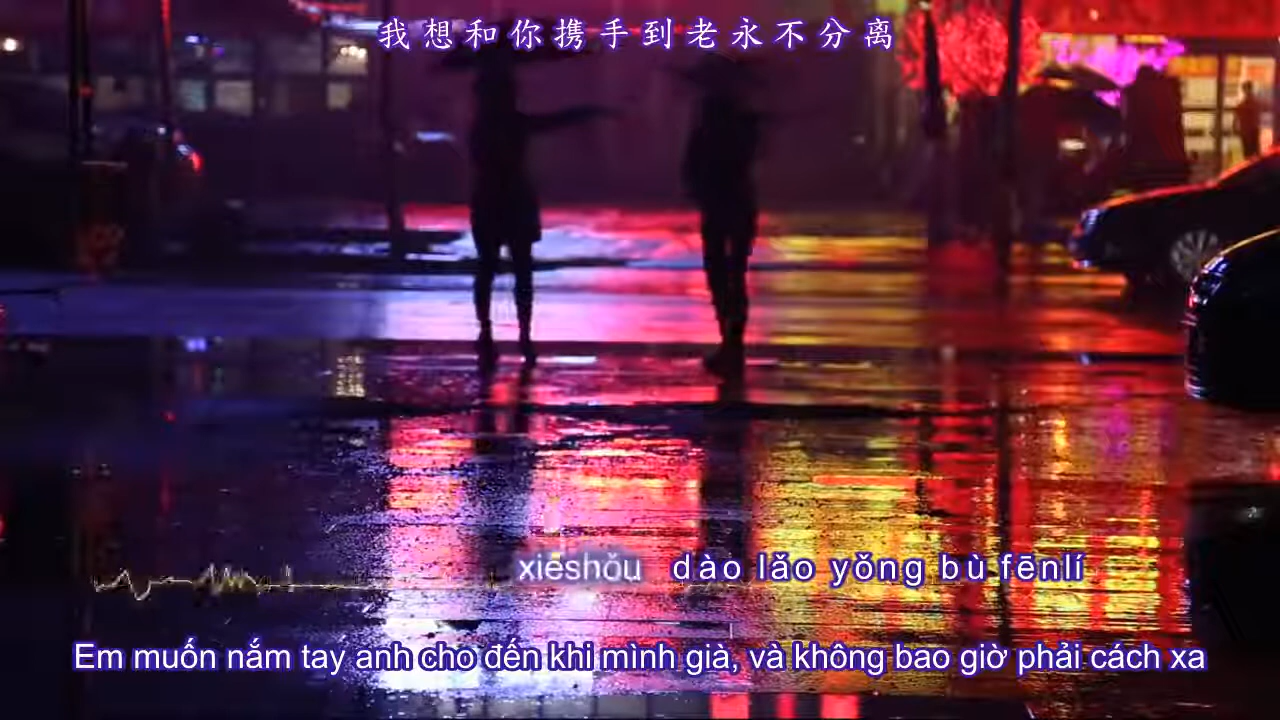 我想和你携手到老永不分离
xiéshǒu dào lǎo yǒng bù fēnlí
Em muốn nắm tay anh cho đến khi mình già, và không bao giờ phải cách xa